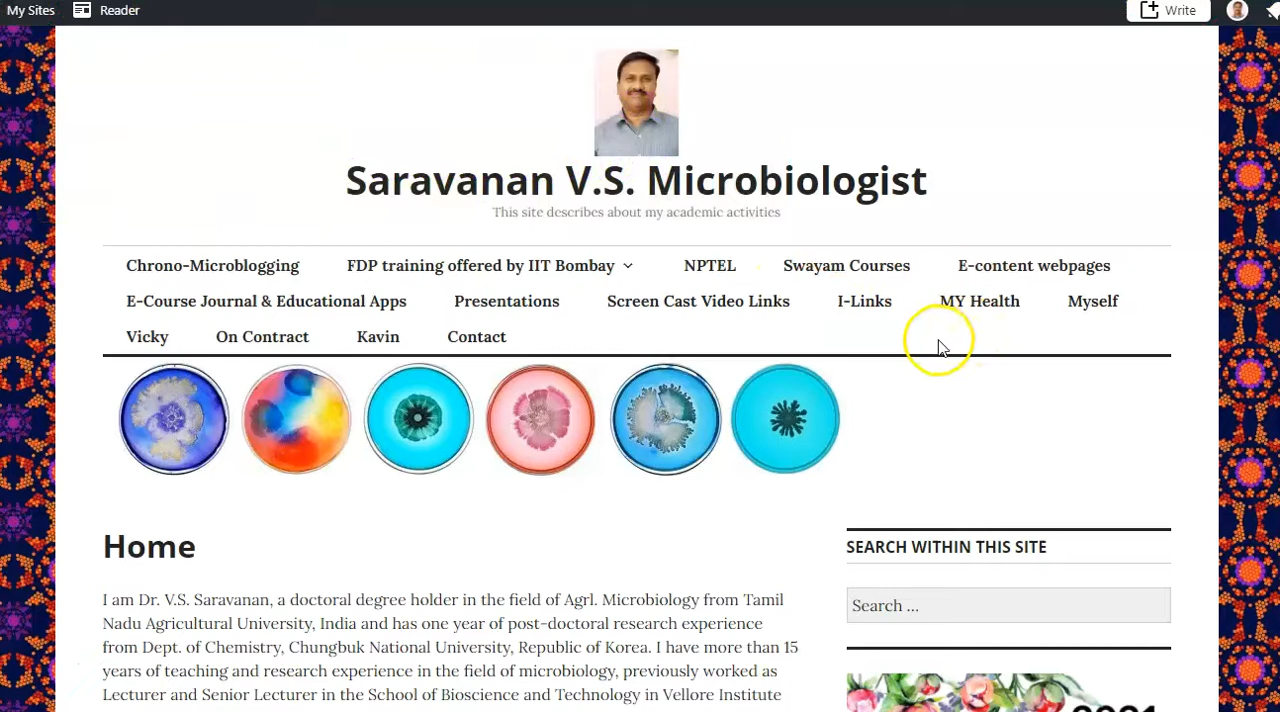 My Sites Reader Write
Saravanan V.S. Microbiologist
This site describes about my academic activities
Chrono-Microblogging FDP training offered by IIT Bombay NPTEL Swayam Courses E-content webpages
E-Course Journal & Educational Apps Presentations Screen Cast Video Links I-Links MY Health Myself
Vicky On Contract Kavin Contact
Home
I am Dr. V.S. Saravanan, a doctoral degree holder in the field of Agrl. Microbiology from Tamil
Nadu Agricultural University, India and has one year of post-doctoral research experience
from Dept. of Chemistry, Chungbuk National University, Republic of Korea. I have more than 15
years of teaching and research experience in the field of microbiology, previously worked as
Lecturer and Senior Lecturer in the School of Bioscience and Technology in Vellore Institute
SEARCH WITHIN THIS SITE
Search ...